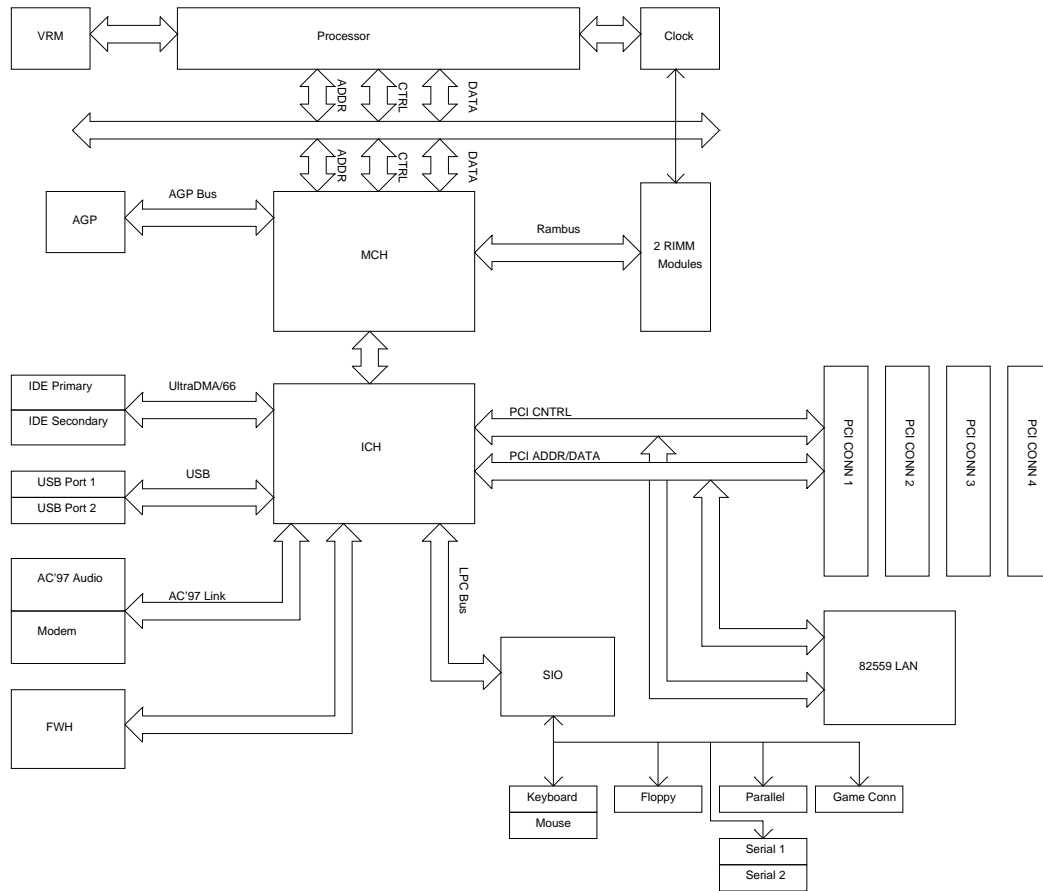 VRM
Processor
Clock
ADDR
CTRL
DATA
ADDR
CTRL
DATA
AGP Bus
AGP
MCH
Rambus
2 RIMM
Modules
IDE Primary
UltraDMA/66
IDE Secondary
ICH
PCI CNTRL
PCI ADDR/DATA
PCI CONN 1
PCI CONN 2
PCI CONN 3
PCI CONN 4
USB Port 1
USB
USB Port 2
AC'97 Audio
AC'97 Link
Modem
LPC Bus
SIO
82559 LAN
FWH
Keyboard
Mouse
Floppy
Parallel
Game Conn
Serial 1
Serial 2